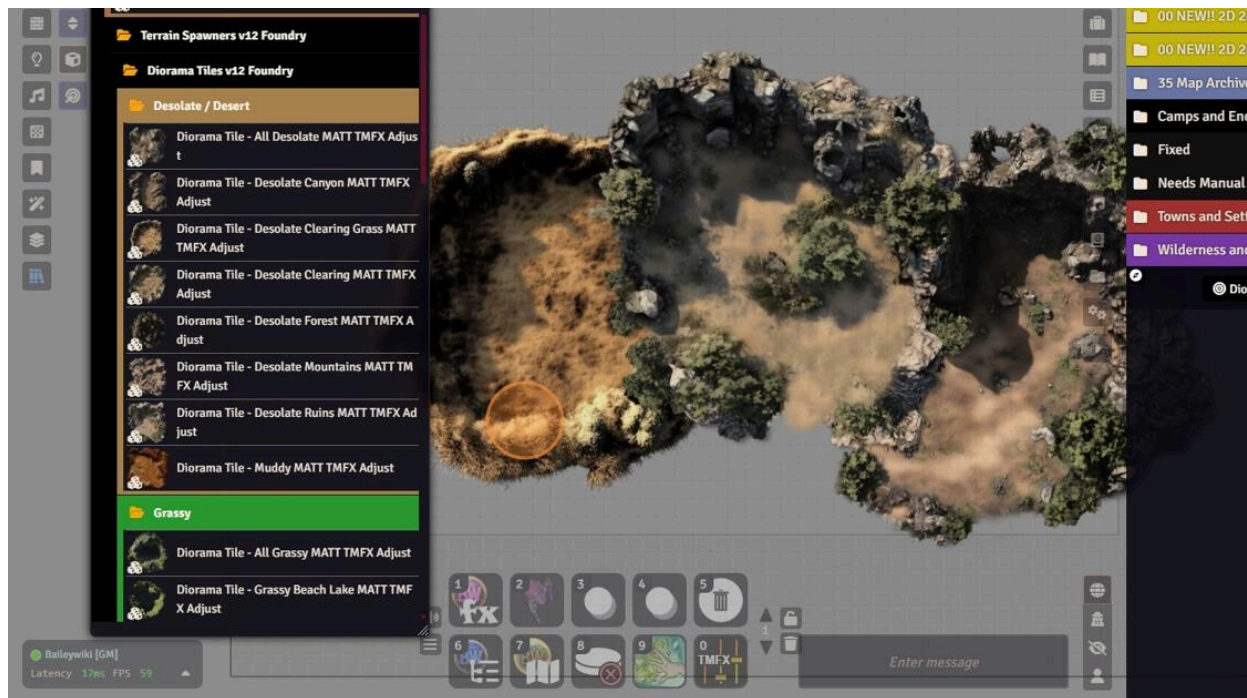 Terrain Spawners v12 Foundry
Diorama Tiles v12 Foundry
Desolate / Desert
Diorama Tile - All Desolate MATT TMFX Adjus
t
Diorama Tile - Desolate Canyon MATT TMFX
Adjust
Diorama Tile - Desolate Clearing Grass MATT
TMFX Adjust
Diorama Tile - Desolate Clearing MATT TMFX
Adjust
Diorama Tile - Desolate Forest MATT TMFX A
djust
Diorama Tile - Desolate Mountains MATT TM
FX Adjust
Diorama Tile - Desolate Ruins MATT TMFX Ad
just
Diorama Tile - Muddy MATT TMFX Adjust
Grassy
Diorama Tile - All Grassy MATT TMFX Adjust
Diorama Tile - Grassy Beach Lake MATT TMF
X Adjust
Baileywiki [GM]
Latency 17ms FPS 59
1
fx
2
3
4
5
1
6
7
8
9
0
TMFX
Enter message
00 NEW!! 2D 2
00 NEW!! 2D 2
35 Map Archive
Camps and Enc
Fixed
Needs Manual
Towns and Sett
Wilderness and
Dio